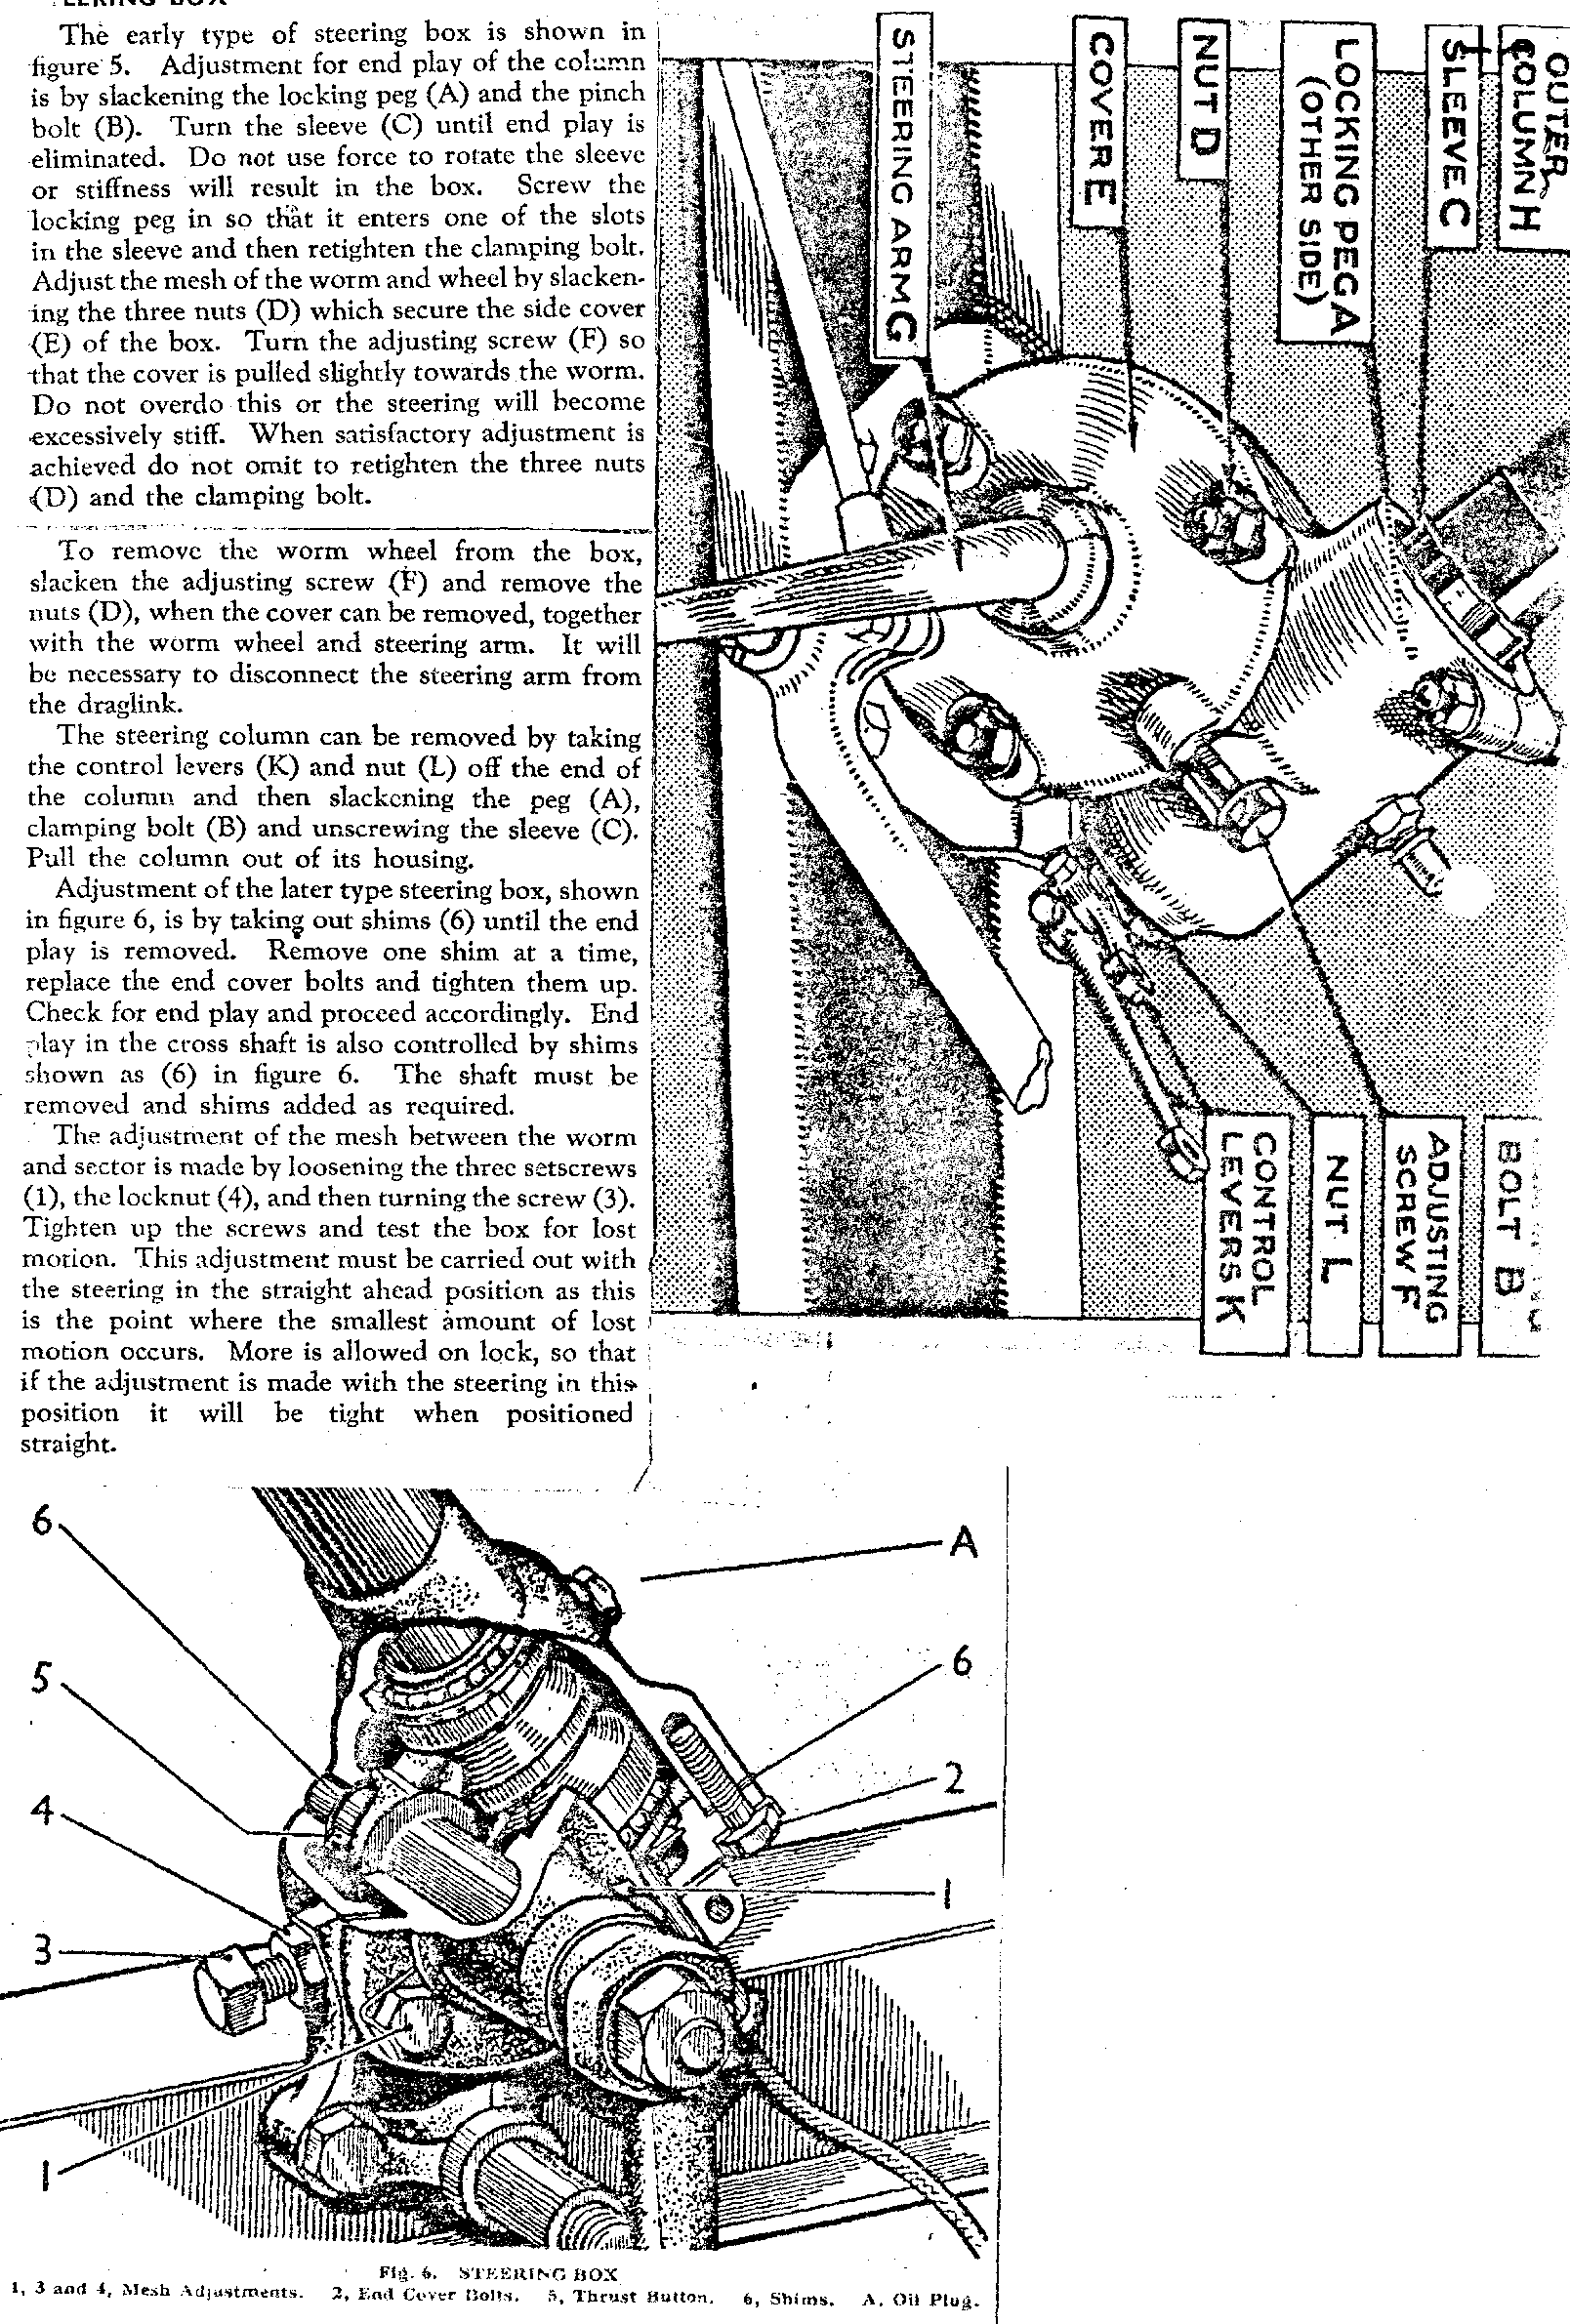 EERING BOX
The early type of steering box is shown in
figure 5. Adjustment for end play of the column
is by slackening the locking peg (A) and the pinch
bolt (B). Turn the sleeve (C) until end play is
eliminated. Do not use force to rotate the sleeve
or stiffness will result in the box. Screw the
locking peg in so that it enters one of the slots
in the sleeve and then retighten the clamping bolt.
Adjust the mesh of the worm and wheel by slacken-
ing the three nuts (D) which secure the side cover
(E) of the box. Turn the adjusting screw (F) so
that the cover is pulled slightly towards the worm.
Do not overdo this or the steering will become
excessively stiff. When satisfactory adjustment is
achieved do not omit to retighten the three nuts
(D) and the clamping bolt.
To remove the worm wheel from the box,
slacken the adjusting screw (F) and remove the
nuts (D), when the cover can be removed, together
with the worm wheel and steering arm. It will
be necessary to disconnect the steering arm from
the draglink.
The steering column can be removed by taking
the control levers (K) and nut (L) off the end of
the column and then slackening the peg (A),
clamping bolt (B) and unscrewing the sleeve (C).
Pull the column out of its housing.
Adjustment of the later type steering box, shown
in figure 6, is by taking out shims (6) until the end
play is removed. Remove one shim at a time,
replace the end cover bolts and tighten them up.
Check for end play and proceed accordingly. End
play in the cross shaft is also controlled by shims
shown as (6) in figure 6. The shaft must be
removed and shims added as required.
The adjustment of the mesh between the worm
and sector is made by loosening the three setscrews
(1), the locknut (4), and then turning the screw (3).
Tighten up the screws and test the box for lost
motion. This adjustment must be carried out with
the steering in the straight ahead position as this
is the point where the smallest amount of lost
motion occurs. More is allowed on lock, so that
if the adjustment is made with the steering in this
position it will be tight when positioned
straight.
STEERING ARM G
COVER E
NUT D
LOCKING PEG A
(OTHER SIDE)
SLEEVE C
OUTER
COLUMN H
CONTROL
LEVERS K
NUT L
ADJUSTING
SCREW F
BOLT B
6
A
5
6
2
4
1
3
1
Fig. 6. STEERING BOX
1, 3 and 4, Mesh Adjustments. 2, End Cover Bolts. 5, Thrust Button. 6, Shims. A. Oil Plug.